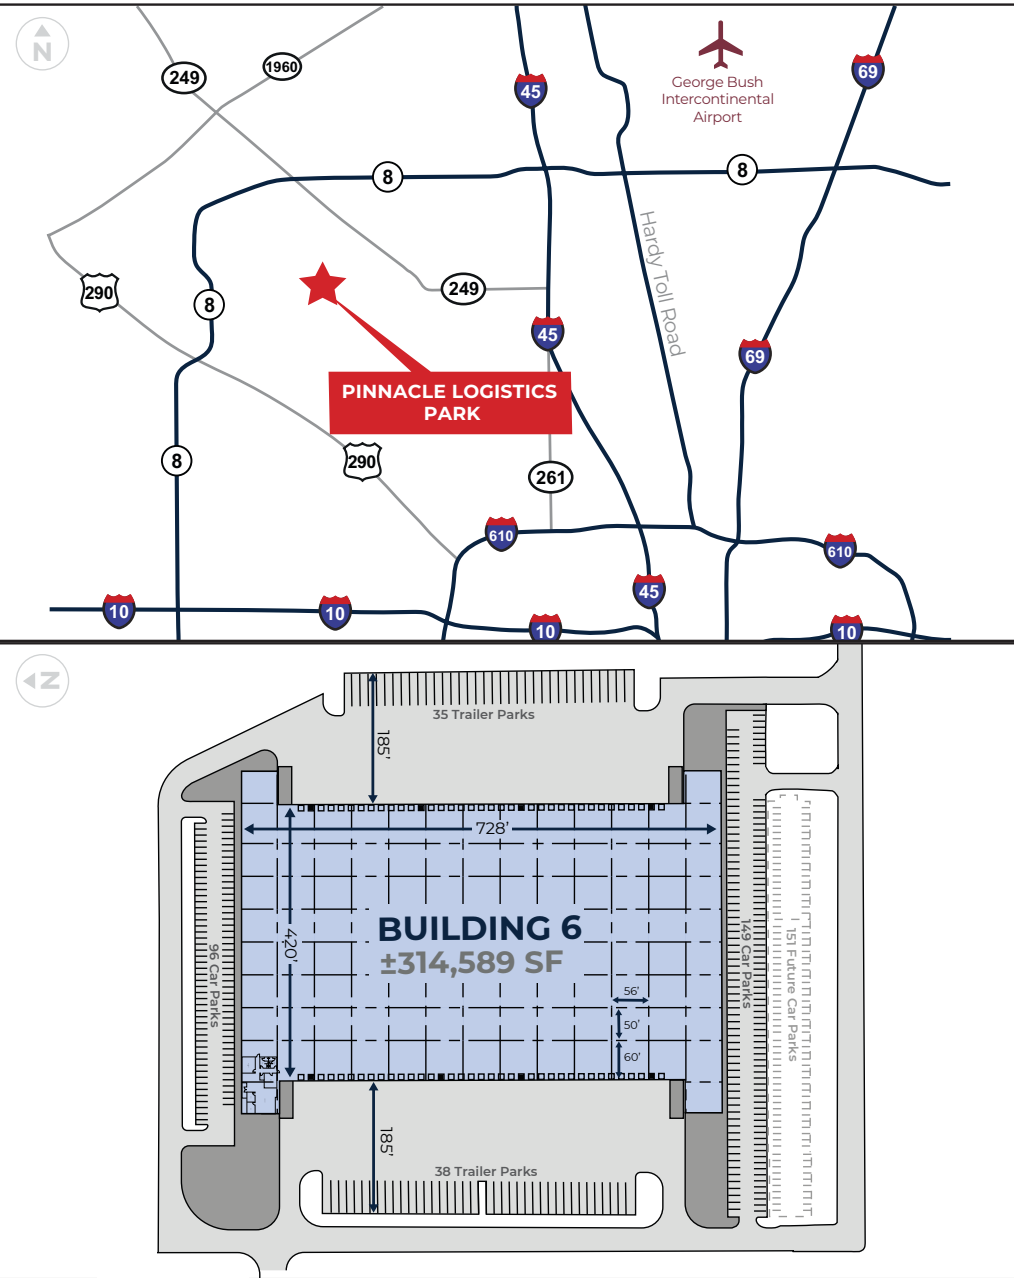 N
249
1960
45
69
George Bush
Intercontinental
Airport
8
8
Hardy Toll Road
290
8
249
45
69
PINNACLE LOGISTICS
PARK
290
8
261
610
610
45
10
10
10
10
N
35 Trailer Parks
185'
728'
420'
BUILDING 6
±314,589 SF
96 Car Parks
149 Car Parks
151 Future Car Parks
56'
50'
60'
185'
38 Trailer Parks